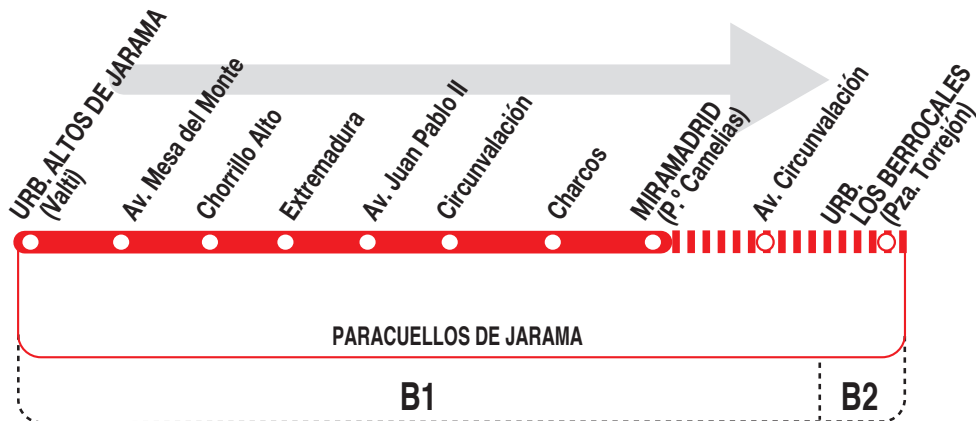 URB. ALTOS DE JARAMA
(Valti)
Av. Mesa del Monte
Chorrillo Alto
Extremadura
Av. Juan Pablo II
Circunvalación
Charcos
MIRAMADRID
(P.º Camelias)
Av. Circunvalación
URB.
LOS BERROCALES
(Pza. Torrejón)
PARACUELLOS DE JARAMA
B1
B2